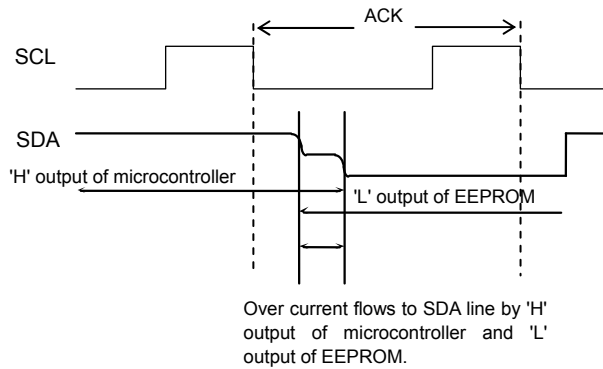 ACK
SCL
SDA
'H' output of microcontroller
'L' output of EEPROM
Over current flows to SDA line by 'H'
output of microcontroller and 'L'
output of EEPROM.